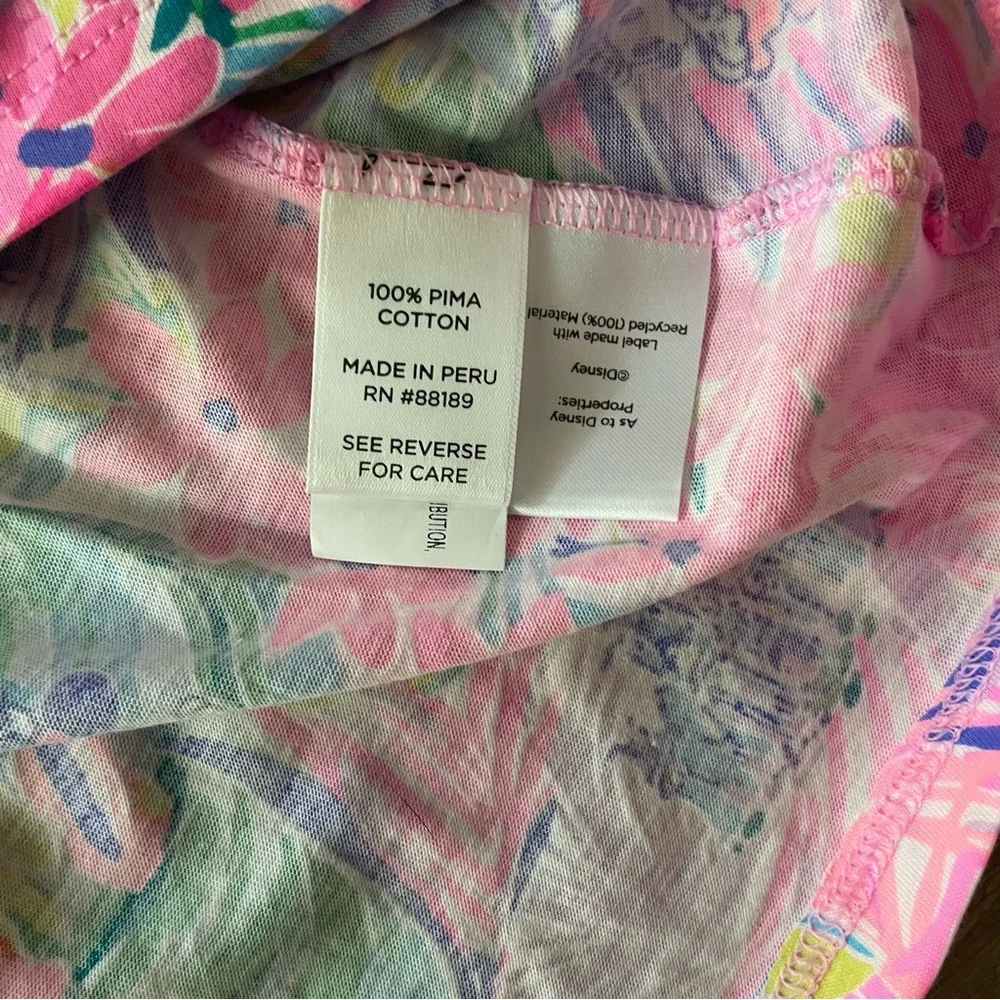 100% PIMA
COTTON
MADE IN PERU
RN #88189
SEE REVERSE
FOR CARE
IBUTION,
As to Disney
Properties:
©Disney
Label made with
Recycled (100%) Material